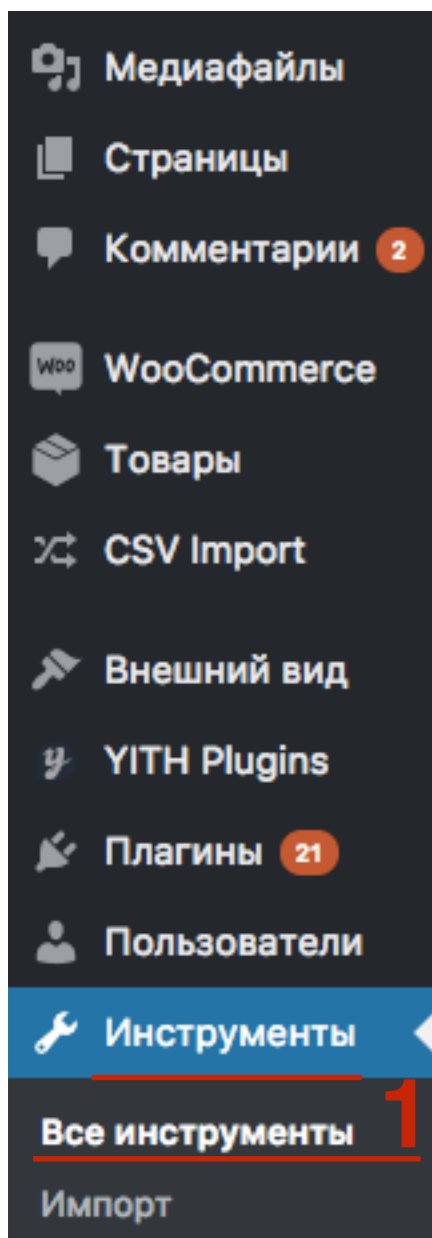 Медиафайлы
Страницы
Комментарии 2
Woo WooCommerce
Товары
CSV Import
Внешний вид
y YITH Plugins
Плагины 21
Пользователи
Инструменты
1
Все инструменты
Импорт